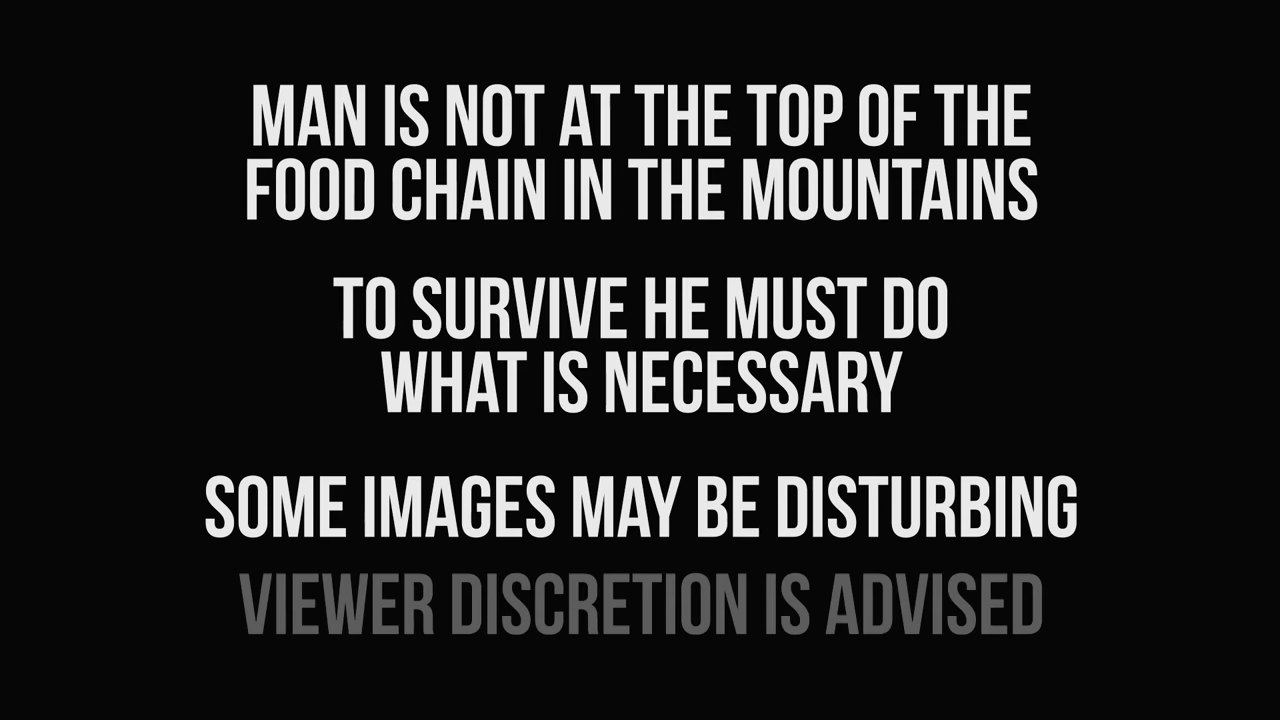 MAN IS NOT AT THE TOP OF THE
FOOD CHAIN IN THE MOUNTAINS
TO SURVIVE HE MUST DO
WHAT IS NECESSARY
SOME IMAGES MAY BE DISTURBING
VIEWER DISCRETION IS ADVISED